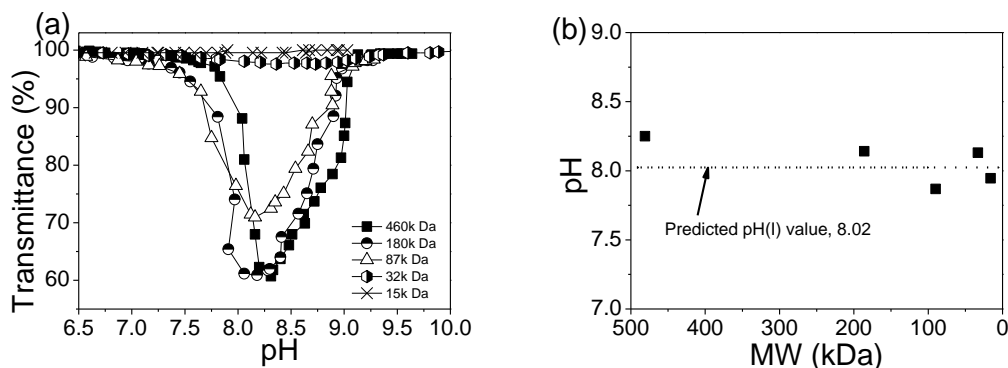 (a)
100
90
80
70
60
Transmittance (%)
6.5 7.0 7.5 8.0 8.5 9.0 9.5 10.0
pH
460k Da
180k Da
87k Da
32k Da
15k Da
(b)
9.0
8.5
8.0
7.5
7.0
pH
Predicted pH(I) value, 8.02
500 400 300 200 100 0
MW (kDa)